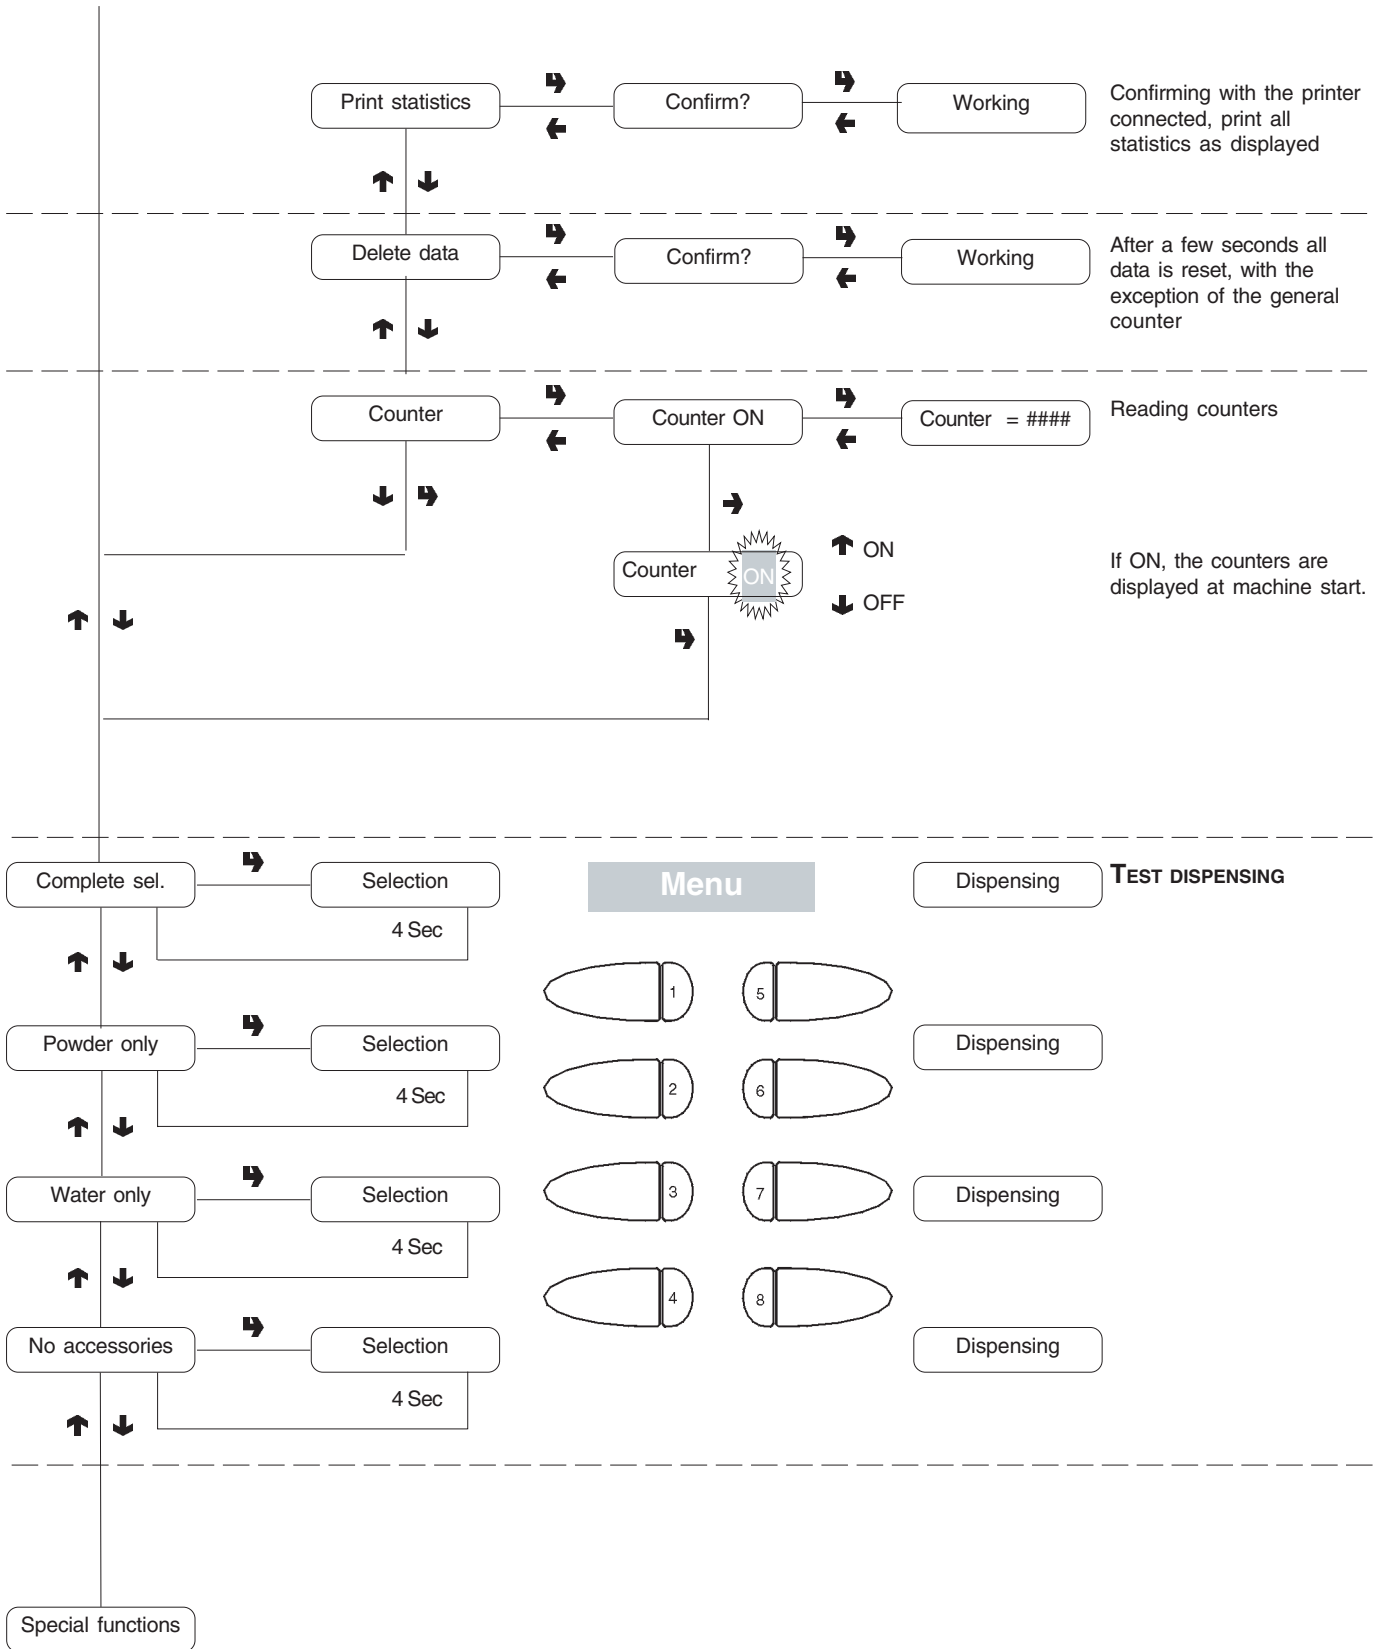 Print statistics
Confirm?
Working
Confirming with the printer
connected, print all
statistics as displayed
Delete data
Confirm?
Working
After a few seconds all
data is reset, with the
exception of the general
counter
Counter
Counter ON
Counter = ####
Reading counters
Counter ON
ON
OFF
If ON, the counters are
displayed at machine start.
Complete sel.
Selection
4 Sec
Menu
Dispensing
TEST DISPENSING
1
5
Powder only
Selection
4 Sec
Dispensing
2
6
Water only
Selection
4 Sec
3
7
Dispensing
4
8
No accessories
Selection
4 Sec
Dispensing
Special functions